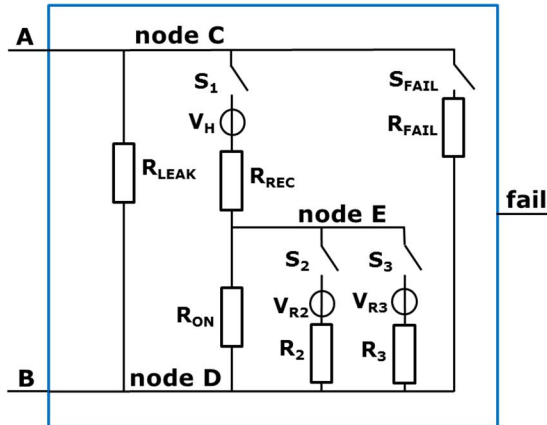 A
node C
S1
SFAIL
VH
RFAIL
RLEAK
RREC
fail
node E
S2
S3
RON
VR2
VR3
R2
R3
B
node D